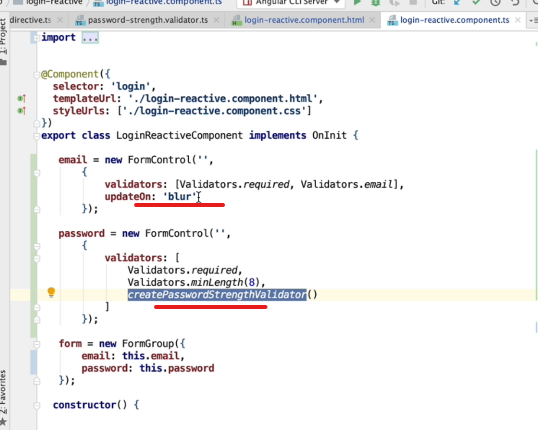 login-reactive login-reactive.component.ts Angular CLI Server Git:
directive.ts password-strength.validator.ts login-reactive.component.html login-reactive.component.ts
1: Project
import ...
@Component({
selector: 'login',
templateUrl: './login-reactive.component.html',
styleUrls: ['./login-reactive.component.css']
})
export class LoginReactiveComponent implements OnInit {
email = new FormControl('',
{
validators: [Validators.required, Validators.email],
updateOn: 'blur'
});
password = new FormControl('',
{
validators: [
Validators.required,
Validators.minLength(8),
createPasswordStrengthValidator()
]
});
form = new FormGroup({
email: this.email,
password: this.password
});
constructor() {
2: Favorites